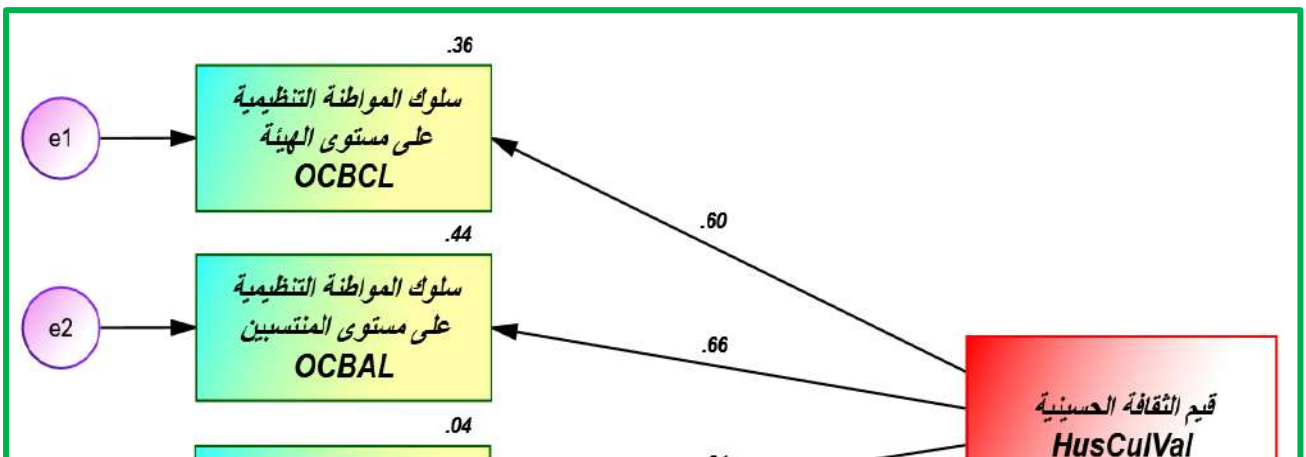 .36
سلوك المواطنة التنظيمية
على مستوى الهيئة
OCBCL
e1
.60
.44
سلوك المواطنة التنظيمية
على مستوى المنتسبين
OCBAL
e2
.66
قيم الثقافة الحسينية
HusCulVal
.04